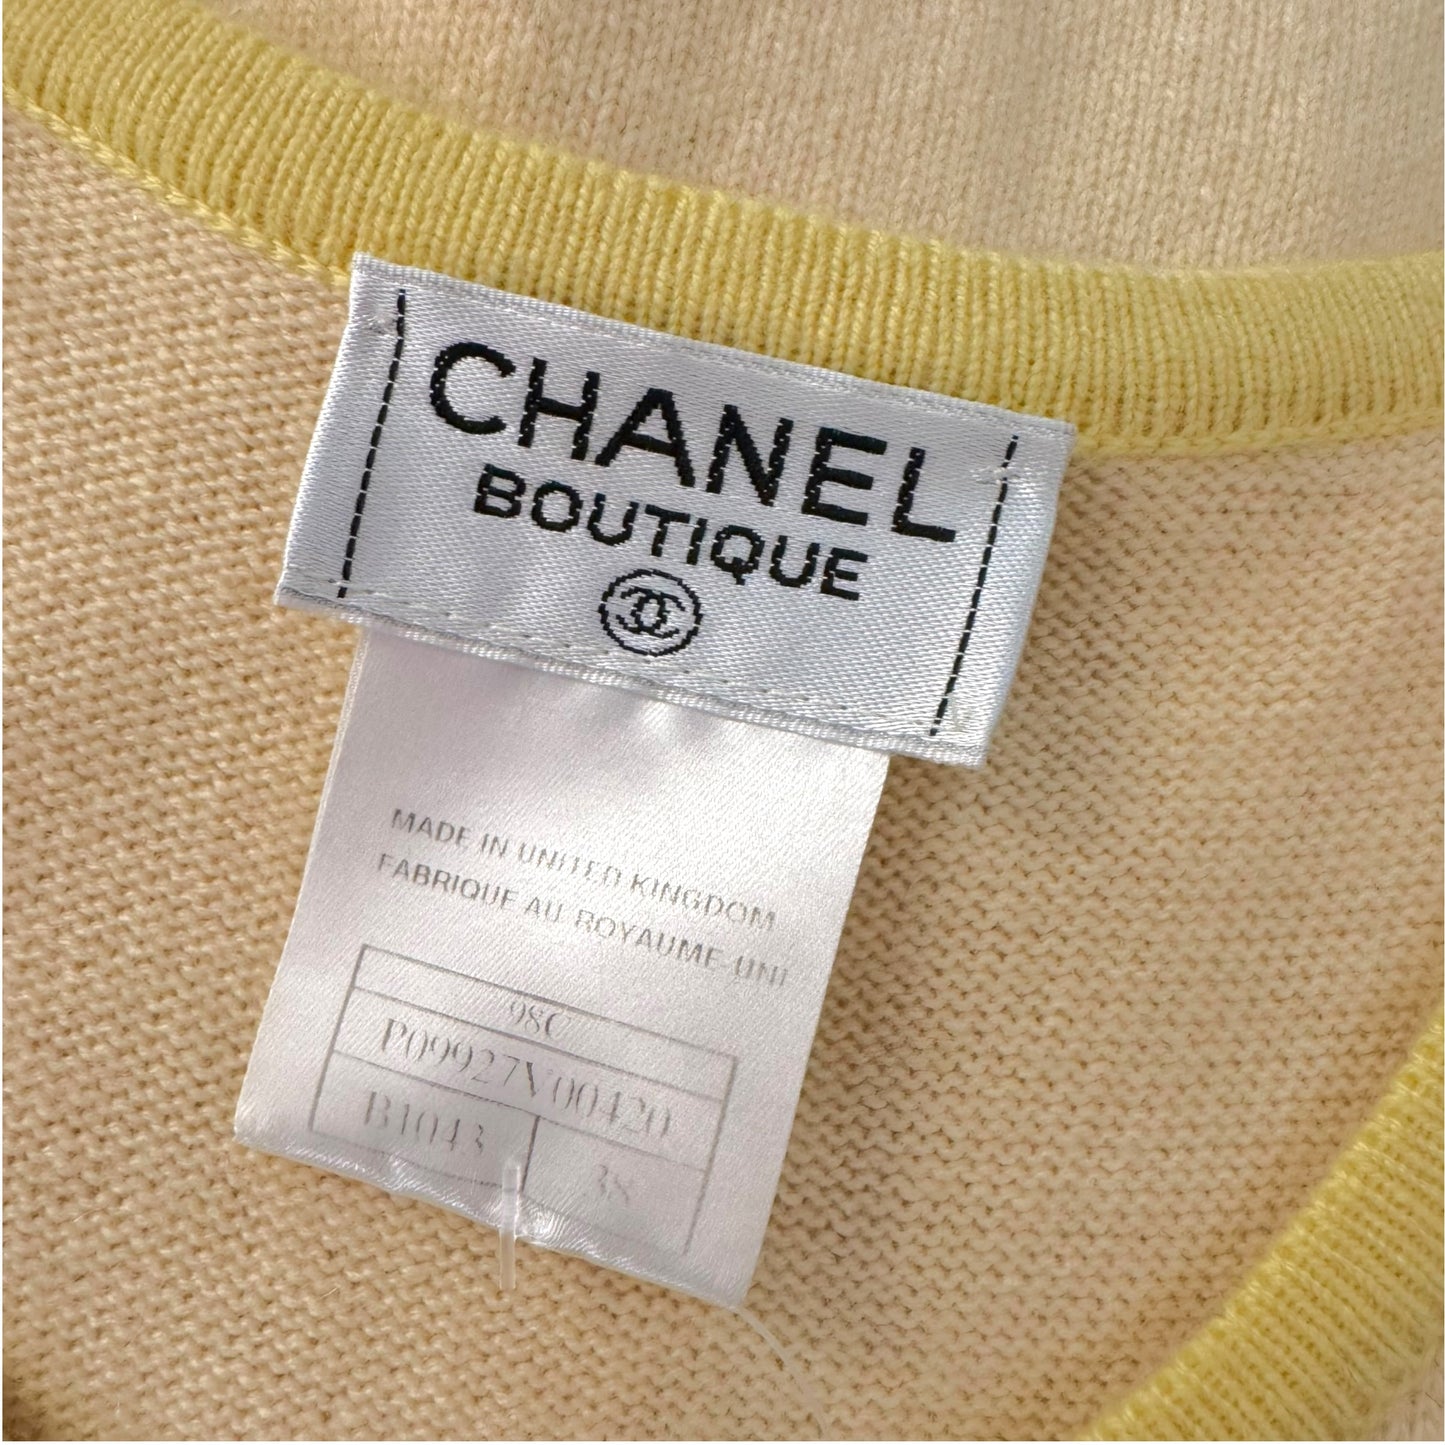 CHANEL
BOUTIQUE
MADE IN UNITED KINGDOM
FABRIQUE AU ROYAUME-UNI
98C
P09927V00420
B1043 38